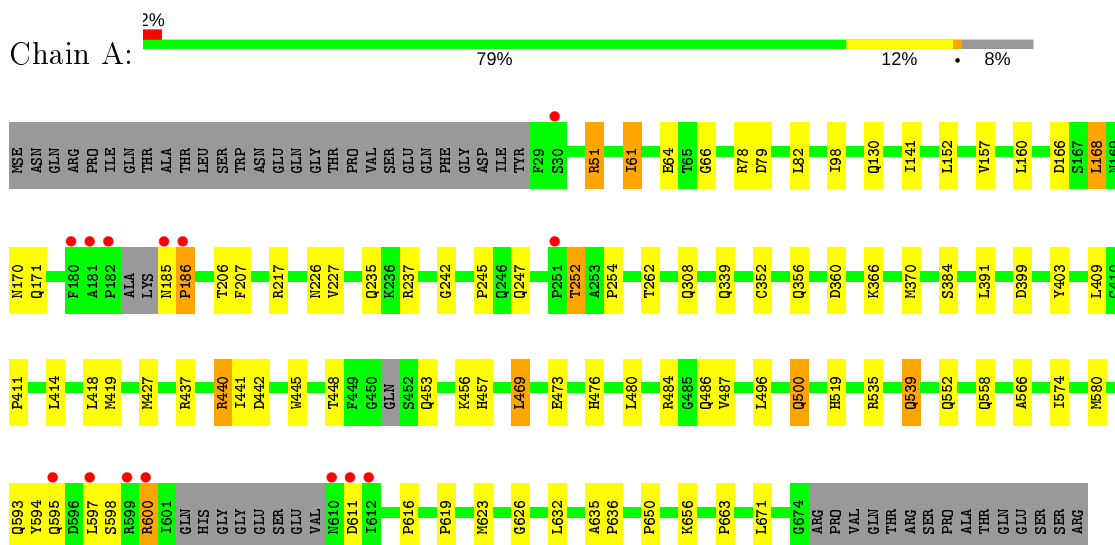 2%
Chain A:
79% 12% • 8%
MSE ASN GLN ARG PRO ILE GLN THR ALA THR LEU SER TRP ASN GLU GLN GLY THR PRO VAL SER GLU GLN PHE GLY ASP ILE TYR F29 S30 R51 I61 E64 T65 G66 R78 D79 L82 I98 Q130 I141 L152 V157 L160 D166 S167 L168 N169
N170 Q171 F180 A181 P182 ALA LYS N185 P186 T206 F207 R217 N226 V227 Q235 K236 R237 G242 P245 Q246 Q247 P251 T252 A253 P254 T262 Q308 Q339 C352 Q356 D360 K366 M370 S384 L391 D399 Y403 L409 G410
P411 L414 L418 M419 M427 R437 R440 I441 D442 W445 T448 F449 G450 GLN S452 Q453 K456 H457 L469 E473 H476 L480 R484 G485 Q486 V487 L496 Q500 H519 R535 Q539 Q552 Q558 A566 I574 M580
Q593 Y594 Q595 D596 L597 S598 R599 R600 I601 GLN HIS GLY GLY GLU SER GLU VAL N610 D611 I612 P616 P619 M623 G626 L632 A635 P636 P650 K656 P663 L671 G674 ARG PRO VAL GLN THR ARG SER PRO ALA THR GLN GLU SER SER ARG